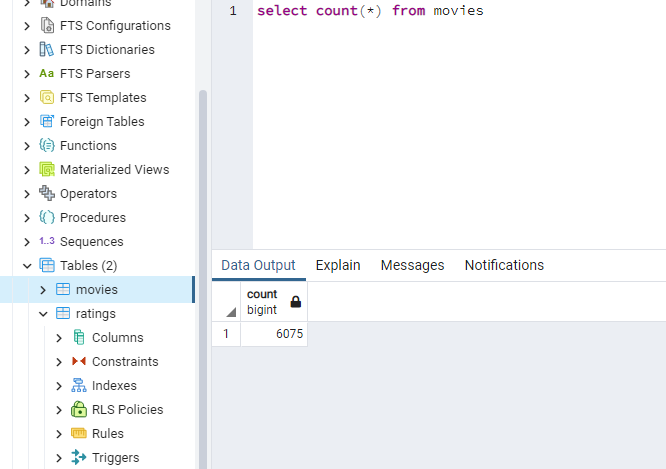 Domains
FTS Configurations
FTS Dictionaries
Aa FTS Parsers
FTS Templates
Foreign Tables
Functions
Materialized Views
Operators
Procedures
1..3 Sequences
Tables (2)
movies
ratings
Columns
Constraints
Indexes
RLS Policies
Rules
Triggers
1 select count(*) from movies
Data Output Explain Messages Notifications
count
bigint
1 6075